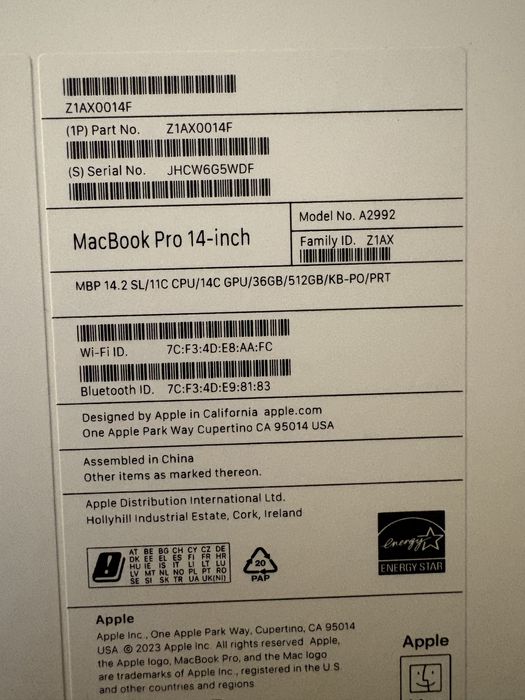 Z1AX0014F
(1P) Part No. Z1AX0014F
(S) Serial No. JHCW6G5WDF
MacBook Pro 14-inch
Model No. A2992
Family ID. Z1AX
MBP 14.2 SL/11C CPU/14C GPU/36GB/512GB/KB-PO/PRT
Wi-Fi ID. 7C:F3:4D:E8:AA:FC
Bluetooth ID. 7C:F3:4D:E9:81:83
Designed by Apple in California apple.com
One Apple Park Way Cupertino CA 95014 USA
Assembled in China
Other items as marked thereon.
Apple Distribution International Ltd.
Hollyhill Industrial Estate, Cork, Ireland
AT BE BG CH CY CZ DE
DK EE EL ES FI FR HR
HU IE IS IT LI LT LU
LV MT NL NO PL PT RO
SE SI SK TR UA UK(NI)
20
PAP
energy
ENERGY STAR
Apple
Apple Inc., One Apple Park Way, Cupertino, CA 95014
USA © 2023 Apple Inc. All rights reserved. Apple,
the Apple logo, MacBook Pro, and the Mac logo
are trademarks of Apple Inc., registered in the U.S.
and other countries and regions.
Apple